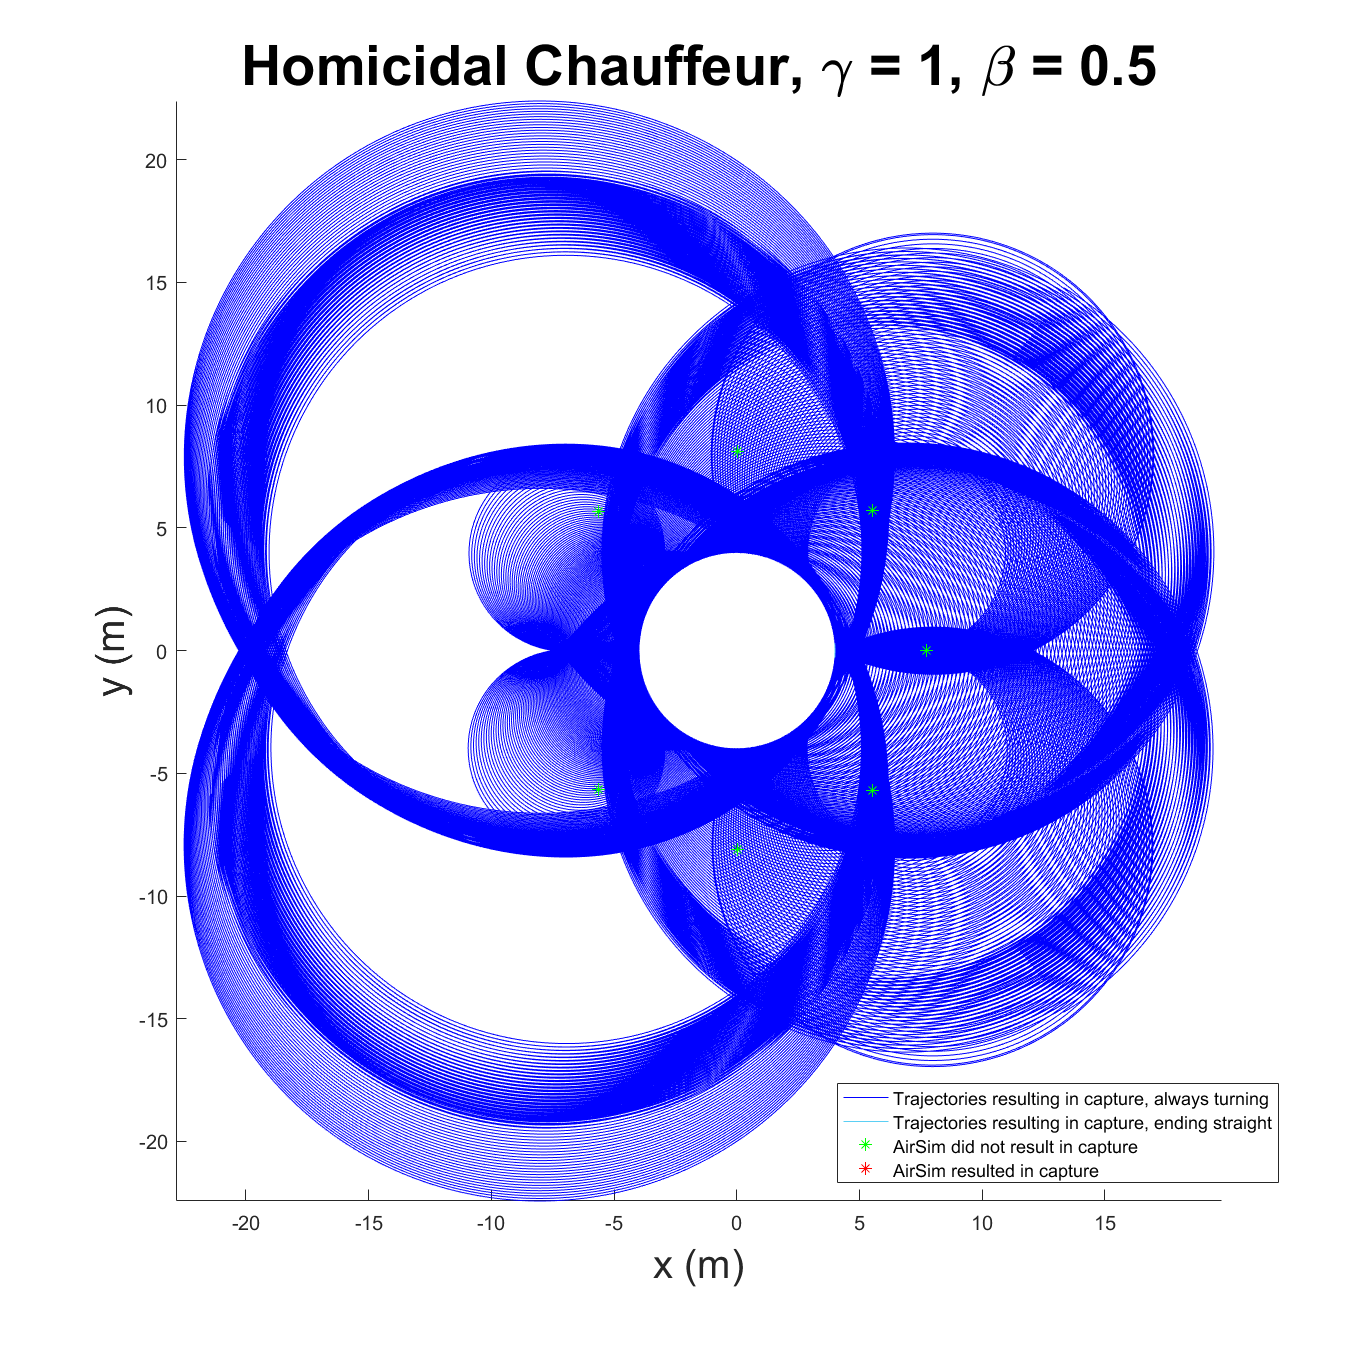 Homicidal Chauffeur, γ = 1, β = 0.5
20
15
10
5
0
-5
-10
-15
-20
y (m)
Trajectories resulting in capture, always turning
Trajectories resulting in capture, ending straight
AirSim did not result in capture
AirSim resulted in capture
-20 -15 -10 -5 0 5 10 15
x (m)